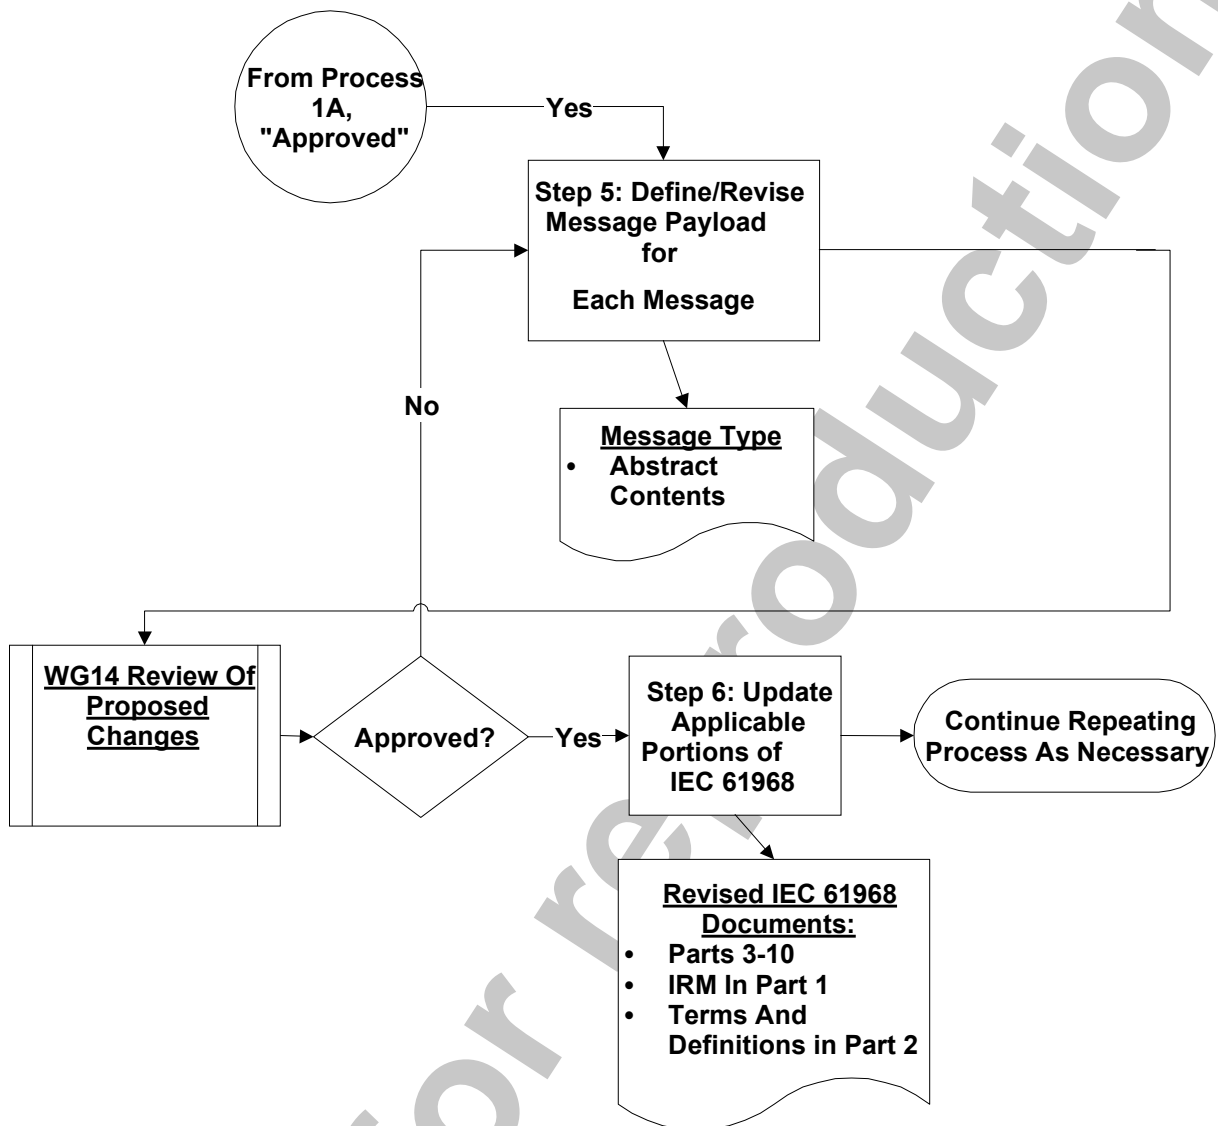 From Process
1A,
"Approved"
Yes
Step 5: Define/Revise
Message Payload
for
Each Message
No
Message Type
• Abstract
Contents
WG14 Review Of
Proposed
Changes
Approved?
Yes
Step 6: Update
Applicable
Portions of
IEC 61968
Continue Repeating
Process As Necessary
Revised IEC 61968
Documents:
• Parts 3-10
• IRM In Part 1
• Terms And
Definitions in Part 2
or reproduction